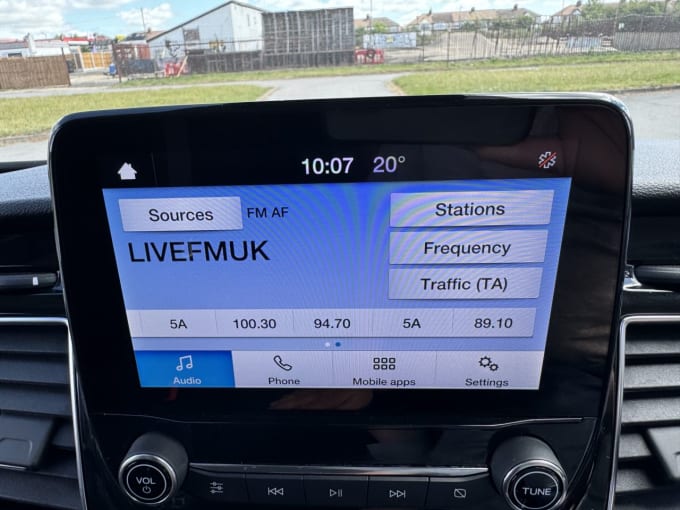 10:07 20°
Sources FM AF Stations
LIVEFMUK Frequency
Traffic (TA)
5A 100.30 94.70 5A 89.10
Audio Phone Mobile apps Settings
VOL TUNE